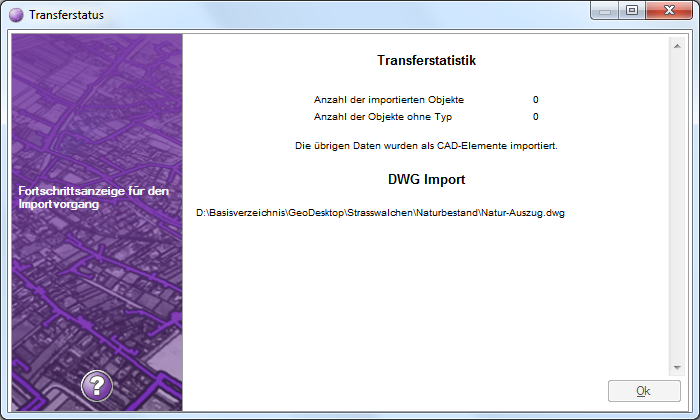 Transferstatus
Transferstatistik
Anzahl der importierten Objekte 0
Anzahl der Objekte ohne Typ 0
Die übrigen Daten wurden als CAD-Elemente importiert.
DWG Import
Fortschrittsanzeige für den
Importvorgang
D:\Basisverzeichnis\GeoDesktop\Strasswalchen\Naturbestand\Natur-Auszug.dwg
?
Ok